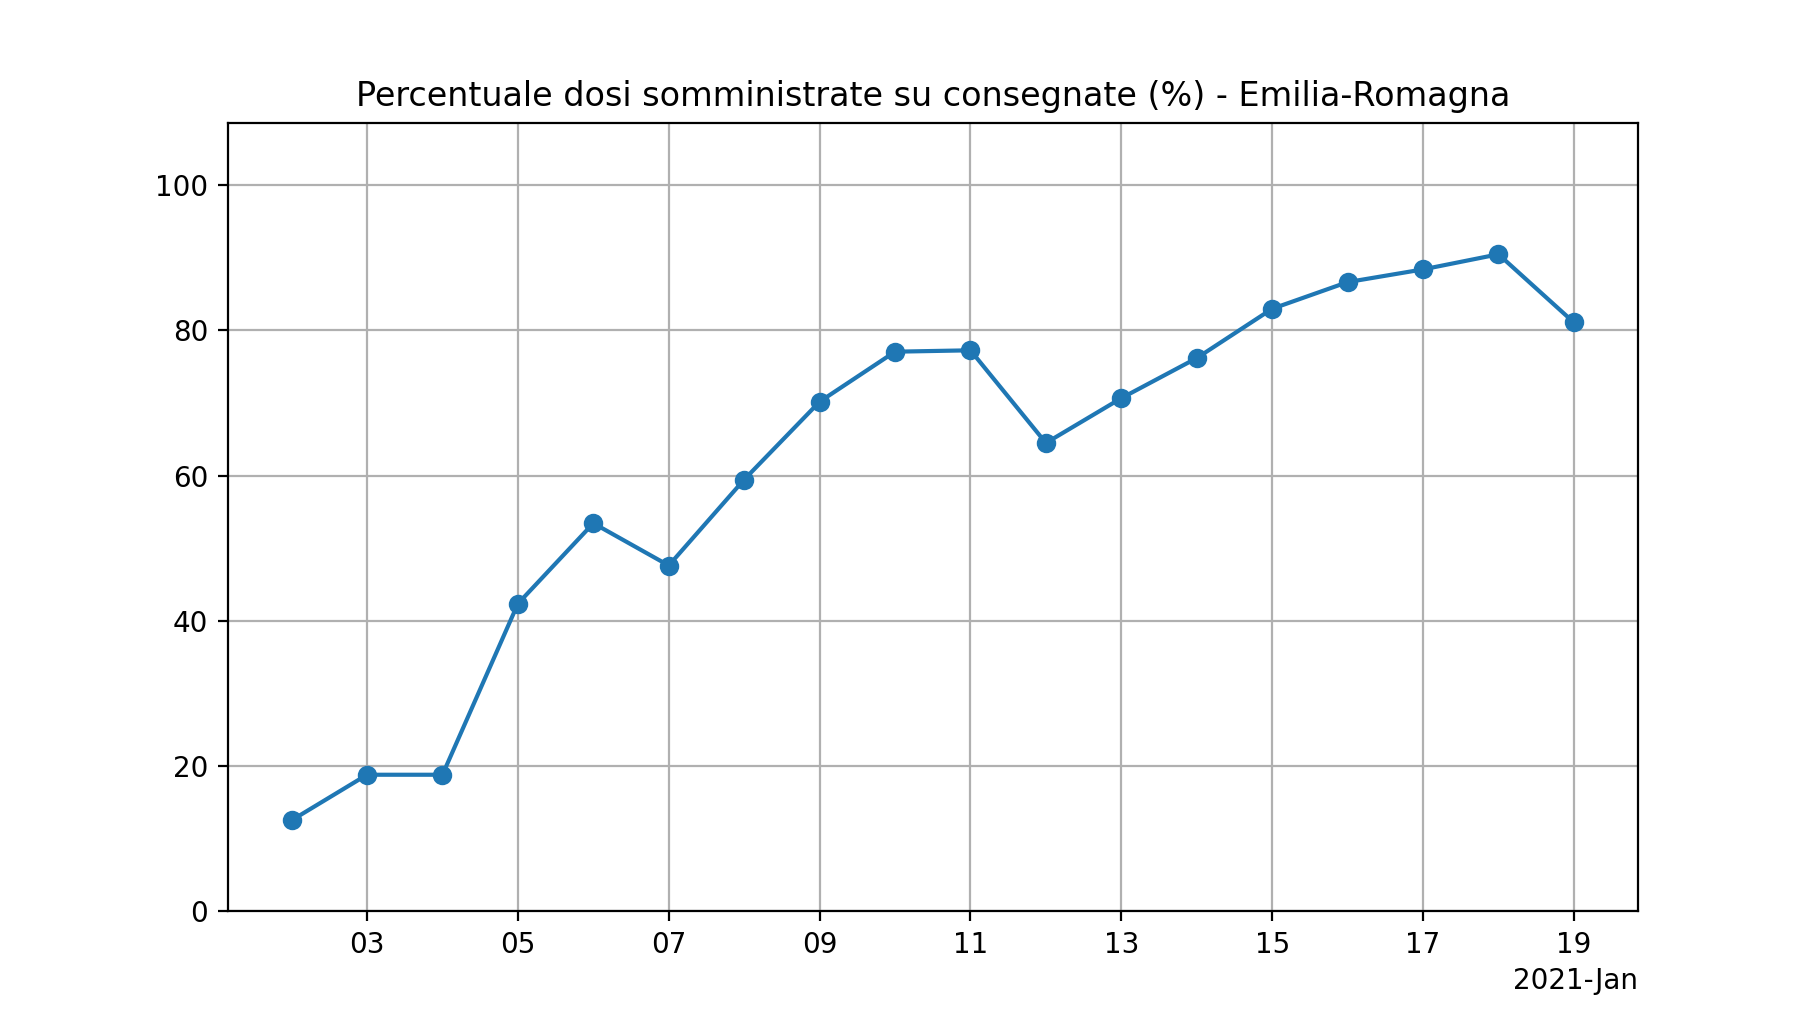 Percentuale dosi somministrate su consegnate (%) - Emilia-Romagna
100
80
60
40
20
0
03 05 07 09 11 13 15 17 19
2021-Jan